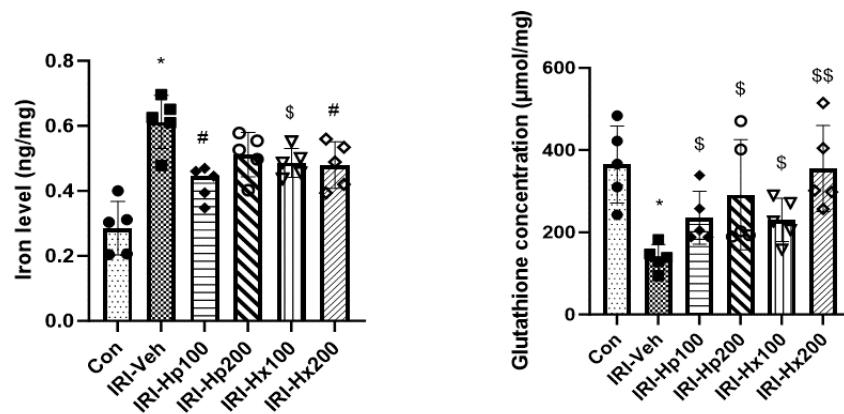 Iron level (ng/mg)
0.8
0.6
0.4
0.2
0.0
*
#
$
#
Con
IRI-Veh
IRI-Hp100
IRI-Hp200
IRI-Hx100
IRI-Hx200
Glutathione concentration (μmol/mg)
600
400
200
0
*
$
$
$
$$
Con
IRI-Veh
IRI-Hp100
IRI-Hp200
IRI-Hx100
IRI-Hx200